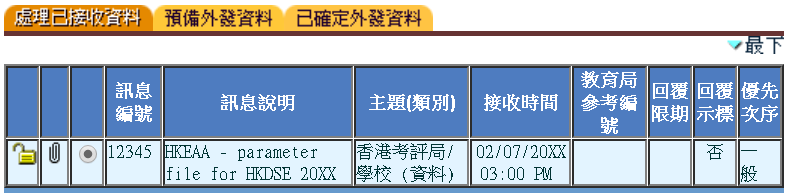 處理已接收資料 預備外發資料 已確定外發資料
最下
訊息編號 訊息說明 主題(類別) 接收時間 教育局參考編號 回覆限期 回覆示標 優先次序
12345 HKEAA - parameter file for HKDSE 20XX 香港考評局/學校 (資料) 02/07/20XX 03:00 PM 否 一般